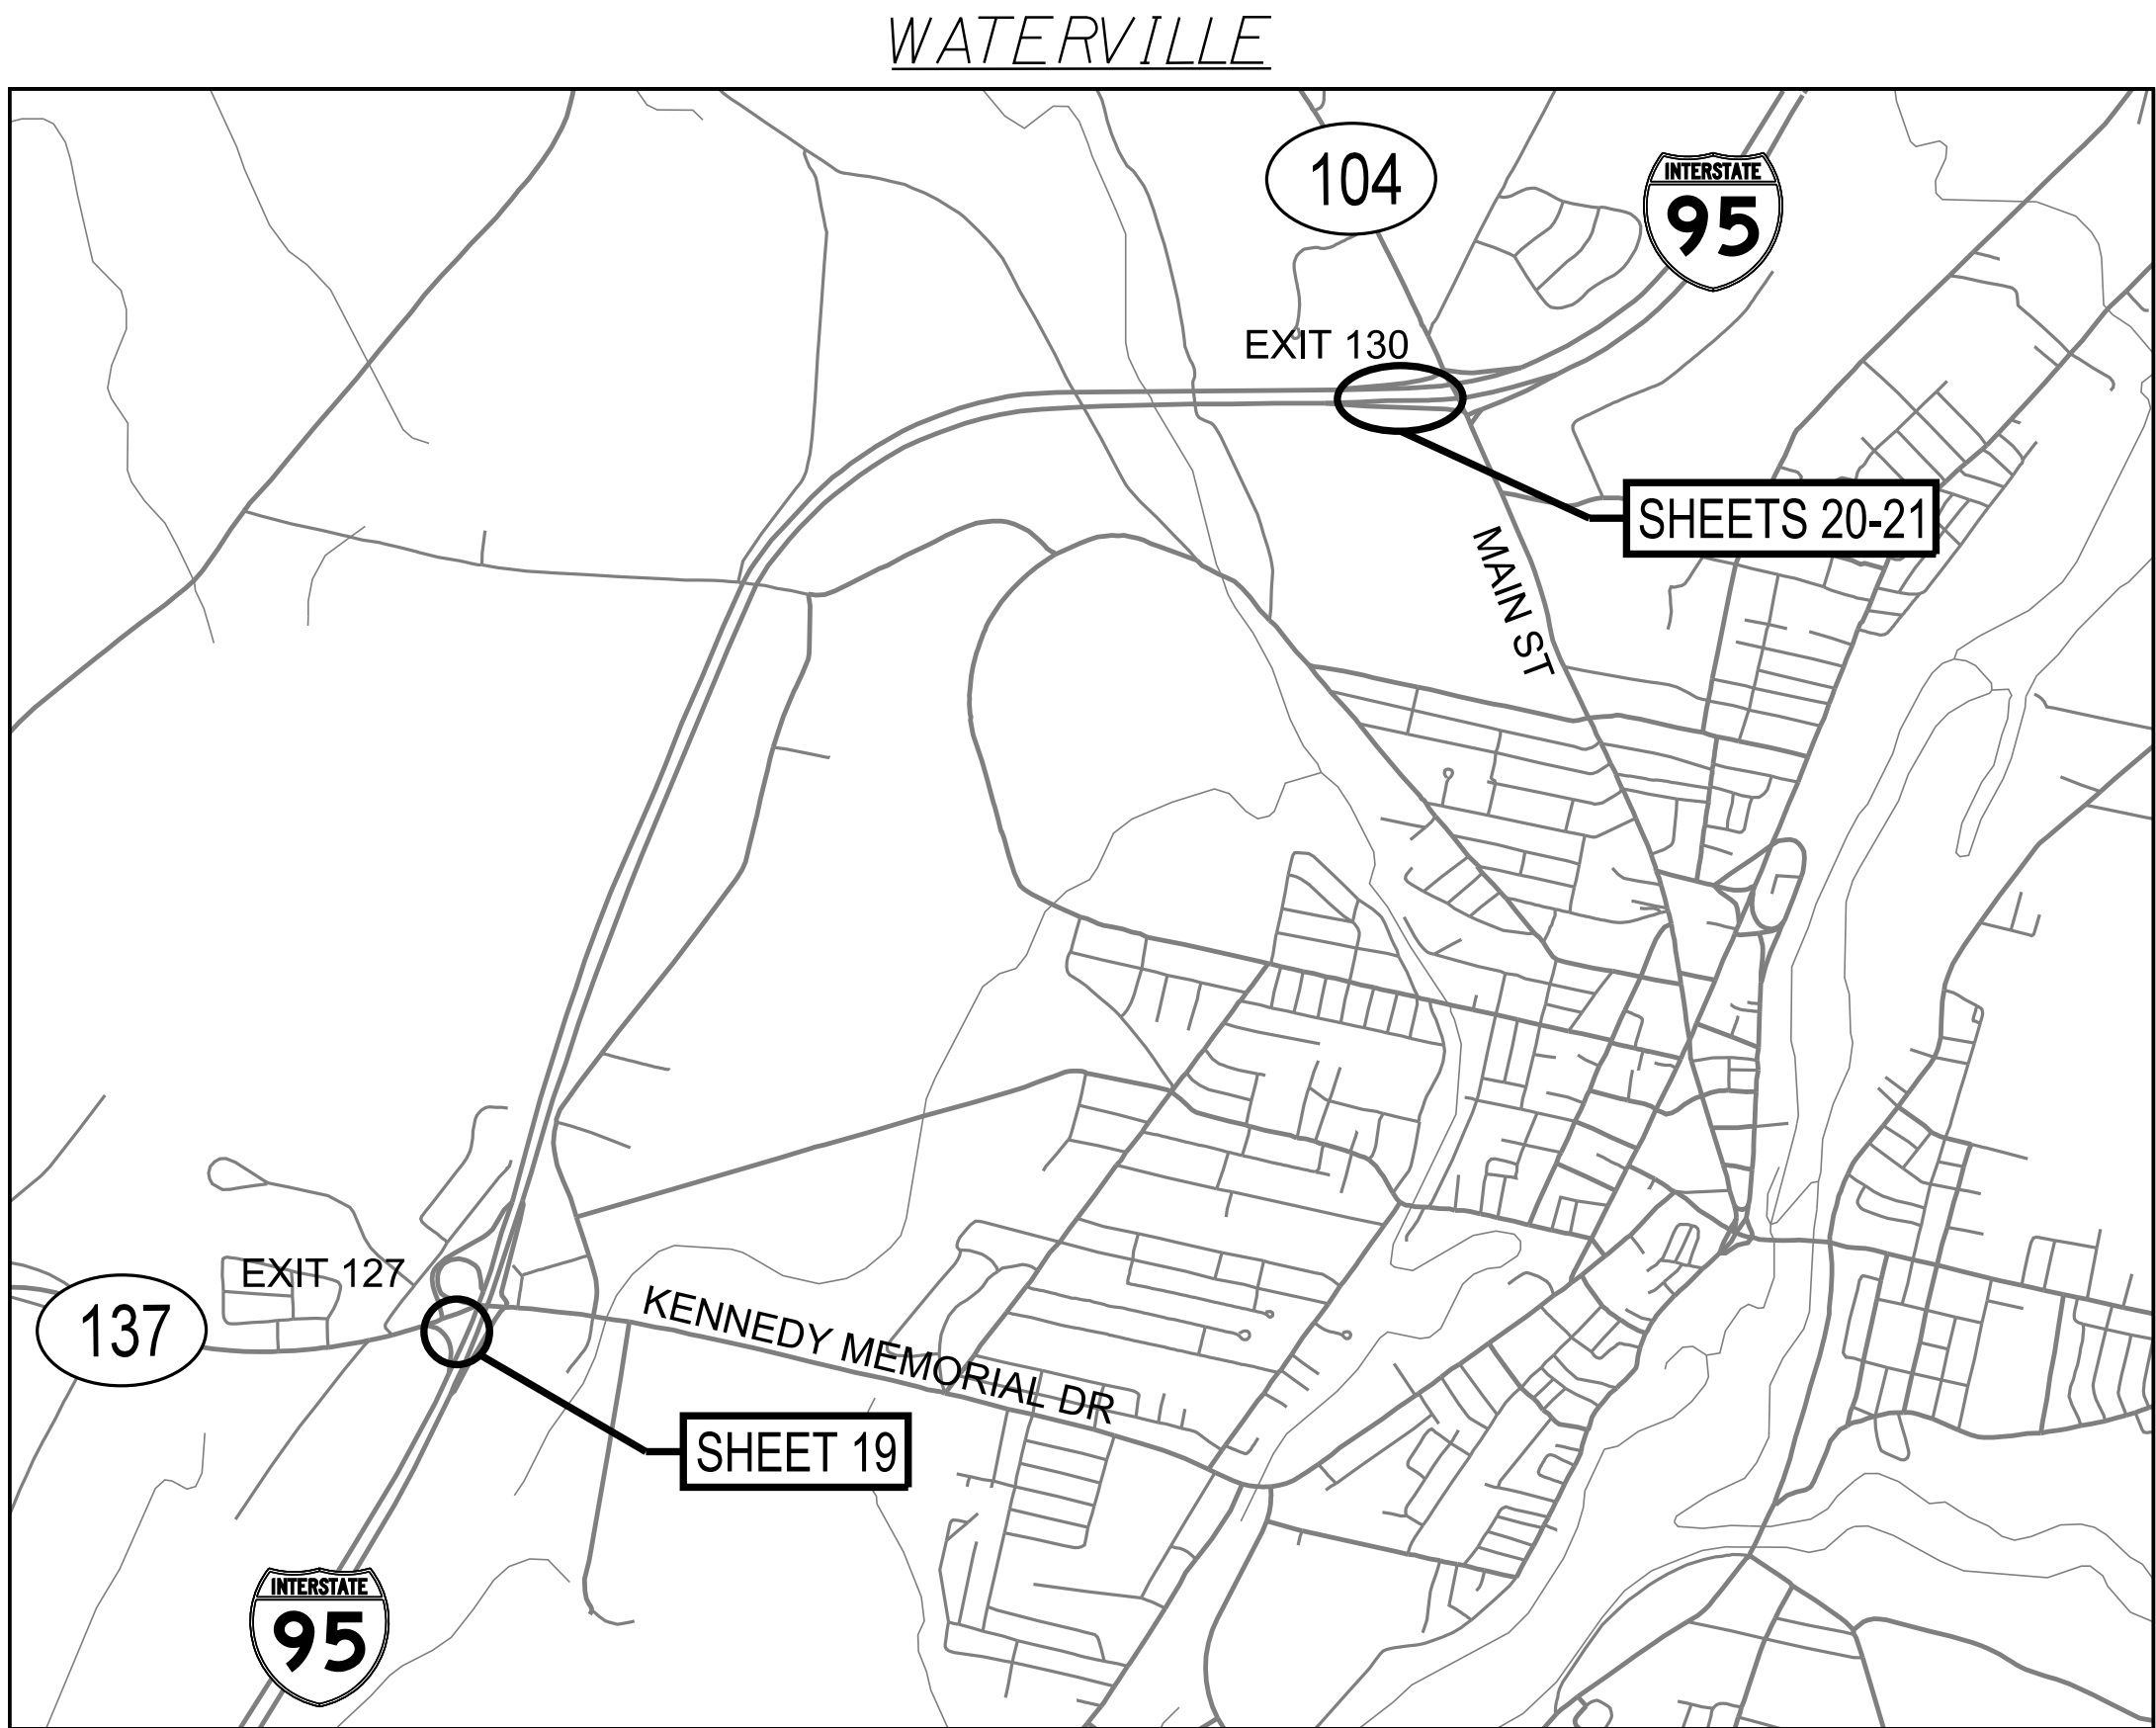 WATERVILLE
104
INTERSTATE
95
EXIT 130
SHEETS 20-21
MAIN ST
EXIT 127
137
KENNEDY MEMORIAL DR
SHEET 19
INTERSTATE
95